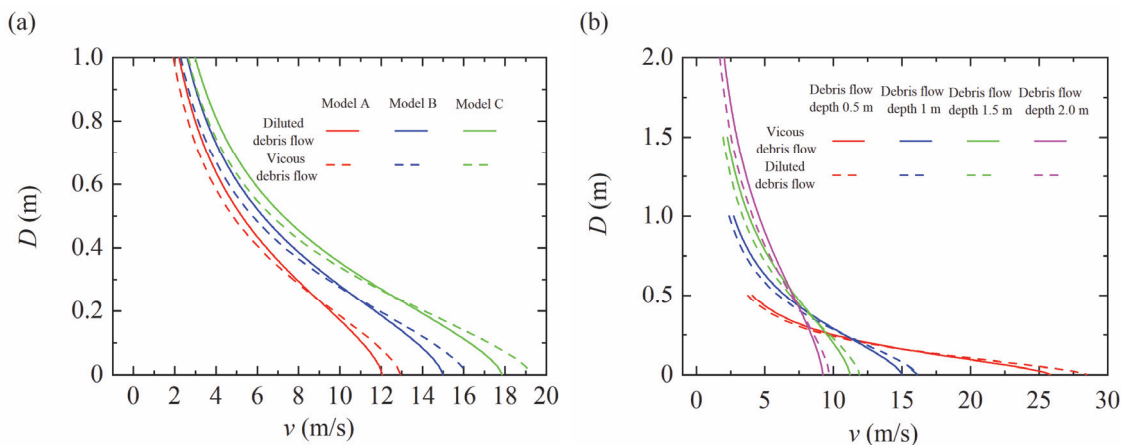 (a)
Model A Model B Model C
Diluted
debris flow
Vicous
debris flow
D (m)
1.0
0.8
0.6
0.4
0.2
0
0 2 4 6 8 10 12 14 16 18 20
v (m/s)
(b)
Debris flow Debris flow Debris flow Debris flow
depth 0.5 m depth 1 m depth 1.5 m depth 2.0 m
Vicous
debris flow
Diluted
debris flow
D (m)
2.0
1.5
1.0
0.5
0
0 5 10 15 20 25 30
v (m/s)